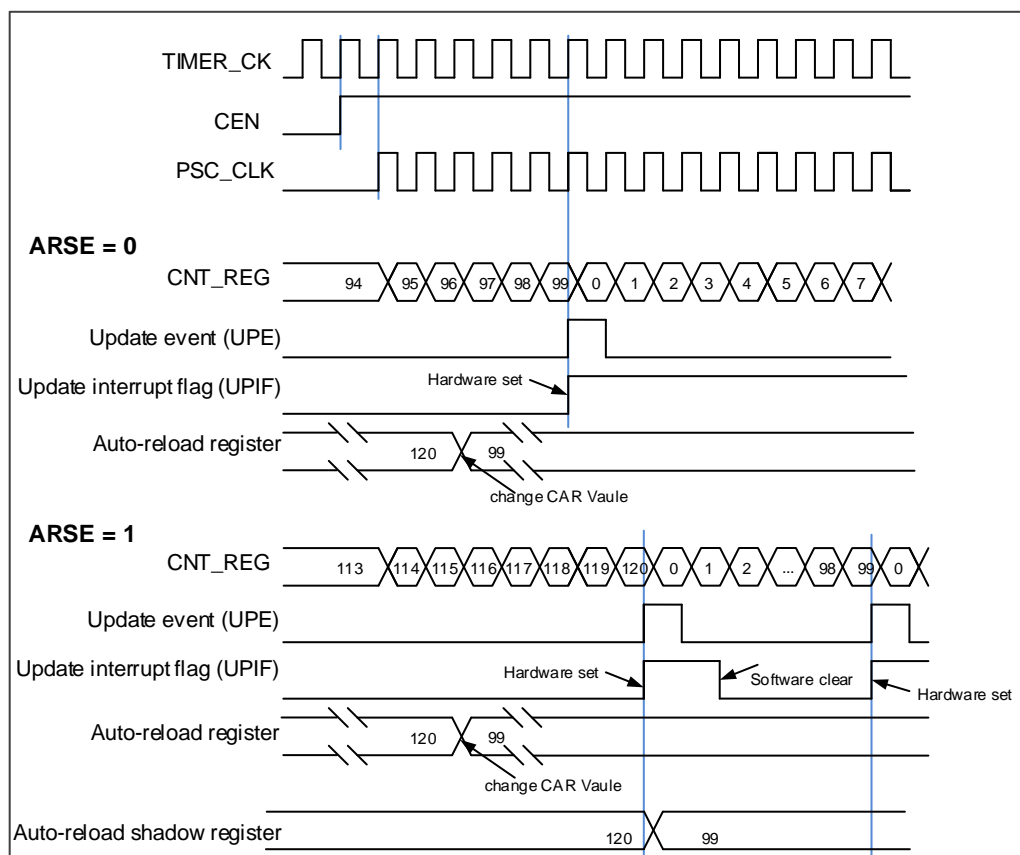 TIMER_CK
CEN
PSC_CLK
ARSE = 0
CNT_REG 94 95 96 97 98 99 0 1 2 3 4 5 6 7
Update event (UPE)
Update interrupt flag (UPIF) Hardware set
Auto-reload register 120 99
change CAR Vaule
ARSE = 1
CNT_REG 113 114 115 116 117 118 119 120 0 1 2 ... 98 99 0
Update event (UPE)
Update interrupt flag (UPIF) Hardware set Software clear Hardware set
Auto-reload register 120 99
change CAR Vaule
Auto-reload shadow register 120 99